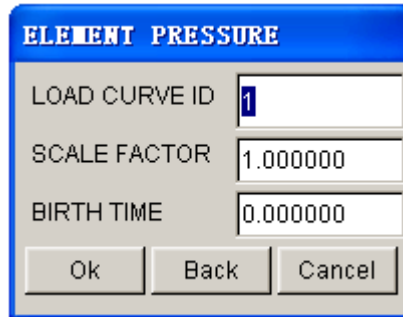 ELEMENT PRESSURE
LOAD CURVE ID 1
SCALE FACTOR 1.000000
BIRTH TIME 0.000000
Ok Back Cancel